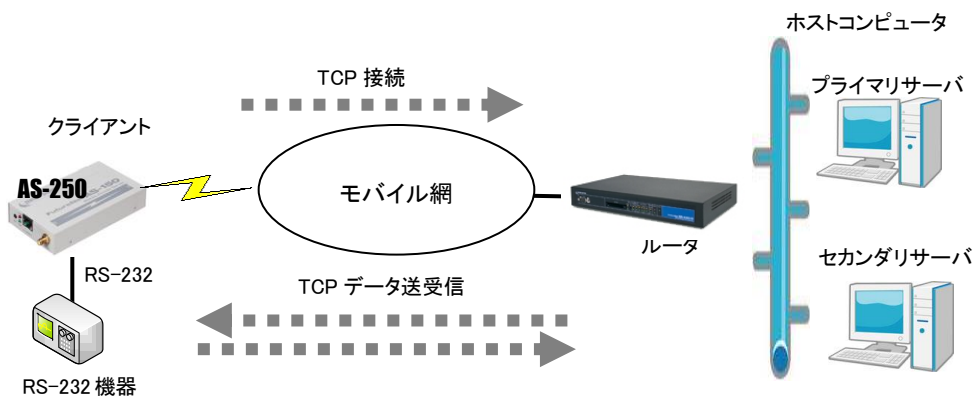 ホストコンピュータ
TCP 接続
プライマリサーバ
クライアント
AS-250
モバイル網
ルータ
セカンダリサーバ
RS-232
TCP データ送受信
RS-232 機器